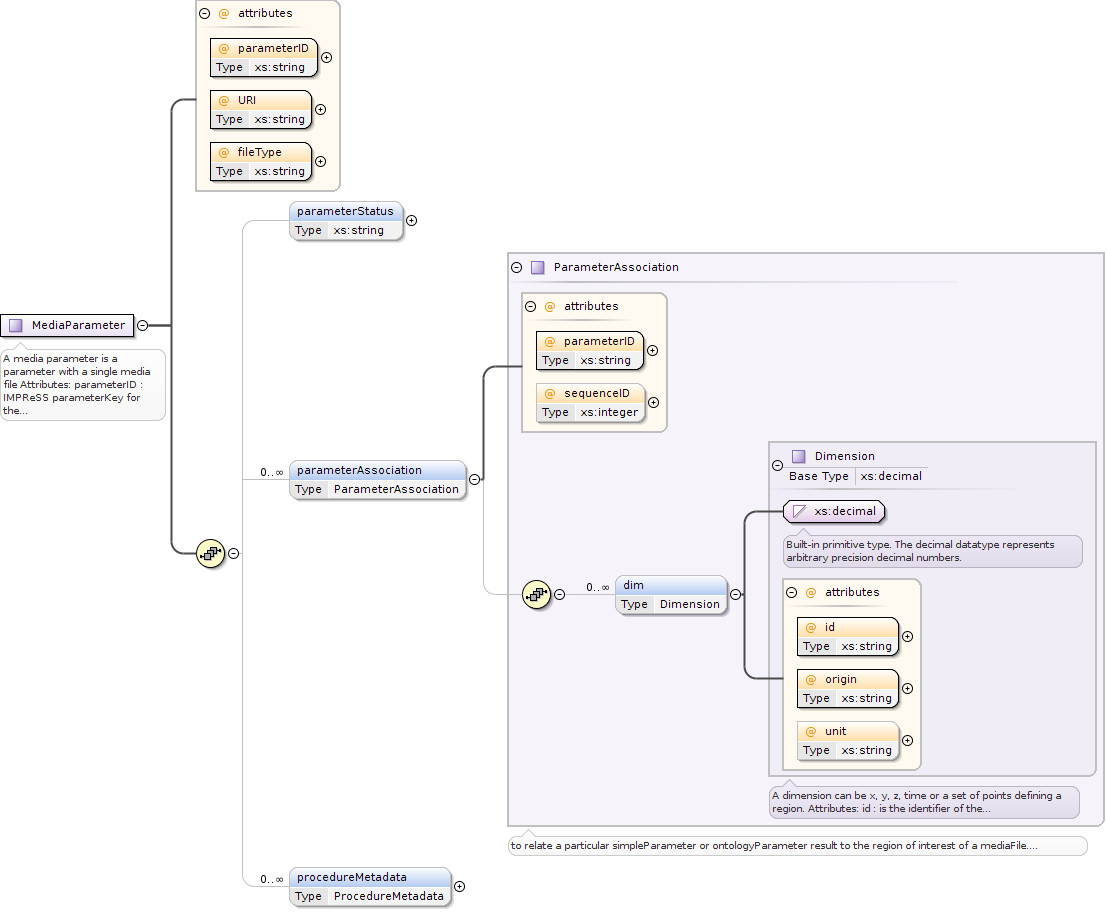 @ attributes
@ parameterID
Type xs:string
@ URI
Type xs:string
@ fileType
Type xs:string
parameterStatus
Type xs:string
MediaParameter
A media parameter is a
parameter with a single media
file Attributes: parameterID :
IMPReSS parameterKey for
the...
ParameterAssociation
@ attributes
@ parameterID
Type xs:string
@ sequenceID
Type xs:integer
0..∞
parameterAssociation
Type ParameterAssociation
Dimension
Base Type xs:decimal
xs:decimal
Built-in primitive type. The decimal datatype represents
arbitrary precision decimal numbers.
0..∞
dim
Type Dimension
@ attributes
@ id
Type xs:string
@ origin
Type xs:string
@ unit
Type xs:string
A dimension can be x, y, z, time or a set of points defining a
region. Attributes: id : is the identifier of the...
to relate a particular simpleParameter or ontologyParameter result to the region of interest of a mediaFile....
0..∞
procedureMetadata
Type ProcedureMetadata